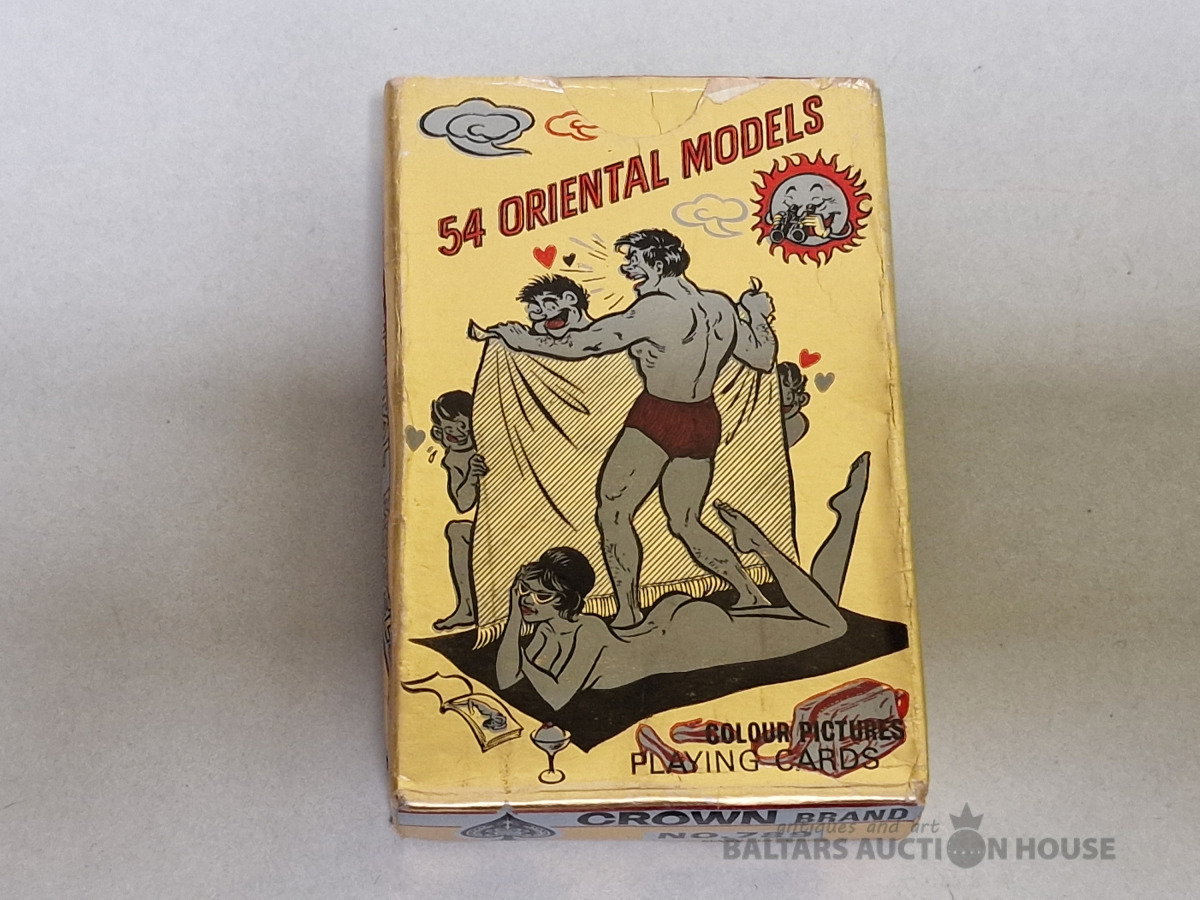 54 ORIENTAL MODELS
COLOUR PICTURES
PLAYING CARDS
CROWN BRAND
antiques and art
BALTARS AUCTION HOUSE